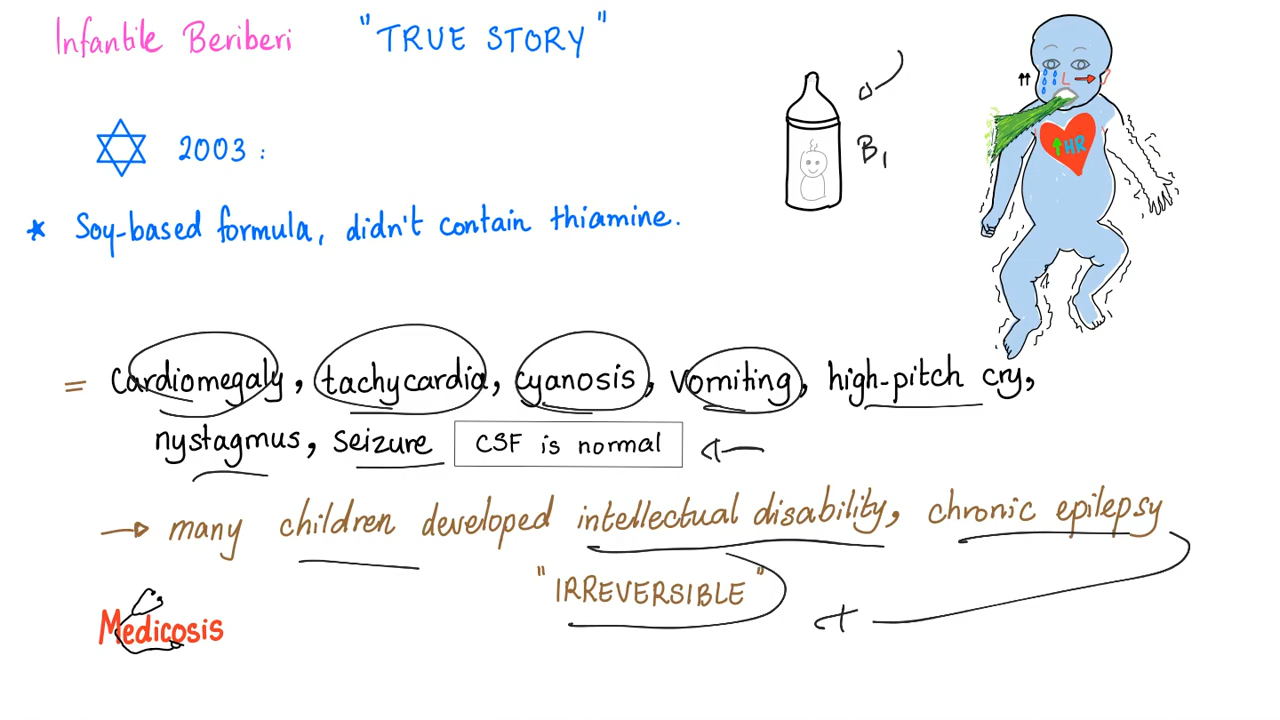 Infantile Beriberi "TRUE STORY"
2003 :
B1
↑HR
* Soy-based formula, didn't contain thiamine.
= cardiomegaly, tachycardia, cyanosis, vomiting, high-pitch cry,
nystagmus, seizure CSF is normal
→ many children developed intellectual disability, chronic epilepsy
"IRREVERSIBLE"
Medicosis